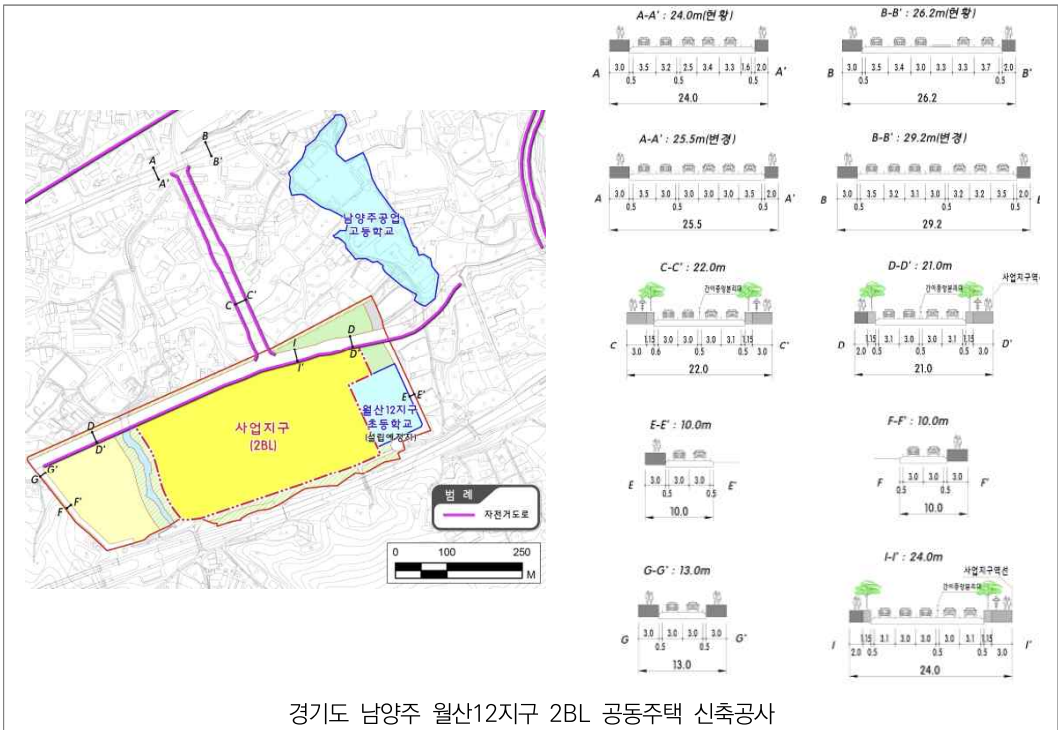 A-A' : 24.0m(현황)
A 3.0 3.5 3.2 2.5 3.4 3.3 1.6 2.0 A'
0.5 0.5 0.5
24.0
B-B' : 26.2m(현황)
B 3.0 3.5 3.4 3.0 3.3 3.3 3.7 2.0 B'
0.5 0.5
26.2
A-A' : 25.5m(변경)
A 3.0 3.5 3.0 3.0 3.0 3.5 2.0 A'
0.5 0.5 0.5
25.5
B-B' : 29.2m(변경)
B 3.0 3.5 3.2 3.1 3.0 3.2 3.2 3.5 2.0
0.5 0.5 0.5
29.2
C-C' : 22.0m
간이중앙분리대
C 3.0 1.15 3.0 3.0 3.0 3.1 1.15 3.0 C'
0.6 0.5 0.5
22.0
D-D' : 21.0m
사업지구역
간이중앙분리대
D 2.0 1.15 3.1 3.0 3.0 3.1 1.15 3.0 D'
0.5 0.5 0.5
21.0
E-E' : 10.0m
E 3.0 3.0 3.0 E'
0.5 0.5
10.0
F-F' : 10.0m
F 3.0 3.0 3.0 F'
0.5 0.5
10.0
G-G' : 13.0m
G 3.0 3.0 3.0 3.0 G'
0.5 0.5
13.0
I-I' : 24.0m
사업지구역선
간이중앙분리대
I 2.0 1.15 3.1 3.0 3.0 3.0 3.1 1.15 3.0 I'
0.5 0.5 0.5
24.0
A
A'
B
B'
남양주공업
고등학교
C
C'
I
I'
D
D'
E
E'
월산12지구
초등학교
(설립예정지)
사업지구
(2BL)
D
D'
G
G'
F
F'
범 례
자전거도로
0 100 250
M
경기도 남양주 월산12지구 2BL 공동주택 신축공사